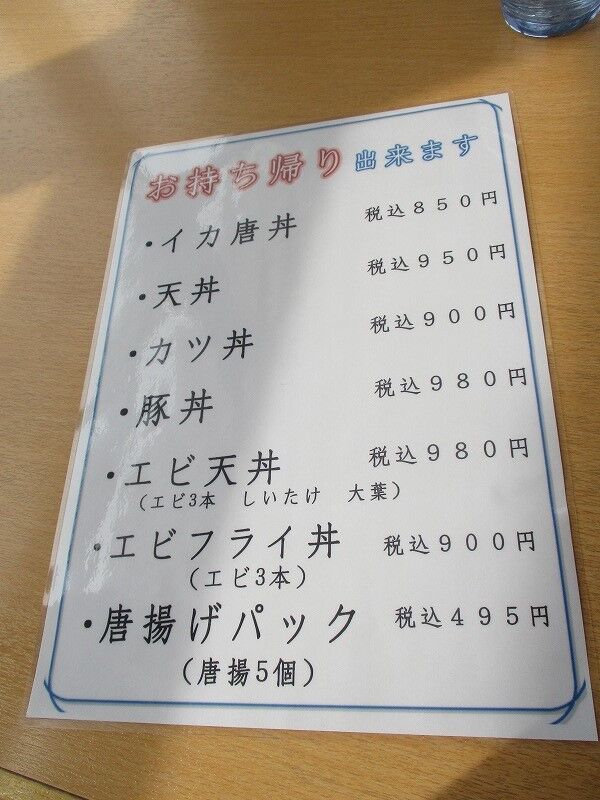 お持ち帰り出来ます
・イカ唐丼 税込850円
・天丼 税込950円
・カツ丼 税込900円
・豚丼 税込980円
・エビ天丼 税込980円
（エビ3本 しいたけ 大葉）
・エビフライ丼 税込900円
（エビ3本）
・唐揚げパック 税込495円
（唐揚5個）